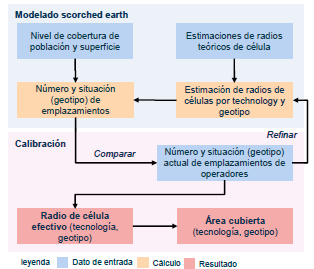 Modelado scorched earth
Nivel de cobertura de
población y superficie
Estimaciones de radios
teóricos de célula
Número y situación
(geotipo) de
emplazamientos
Estimación de radios de
células por technology y
geotipo
Refinar
Calibración
Comparar
Número y situación (geotipo)
actual de emplazamientos de
operadores
Radio de célula
efectivo (tecnología,
geotipo)
Área cubierta
(tecnología, geotipo)
leyenda
Dato de entrada
Cálculo
Resultado